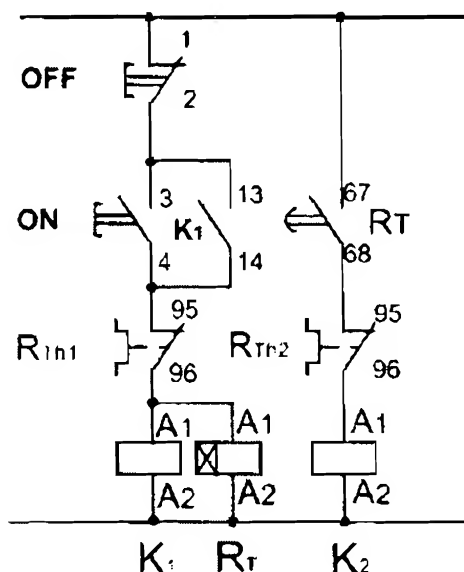 1
OFF
2
3 13 67
ON K1 RT
4 14 68
95 95
RTh1 RTh2
96 96
A1 A1 A1
A2 A2 A2
K1 RT K2